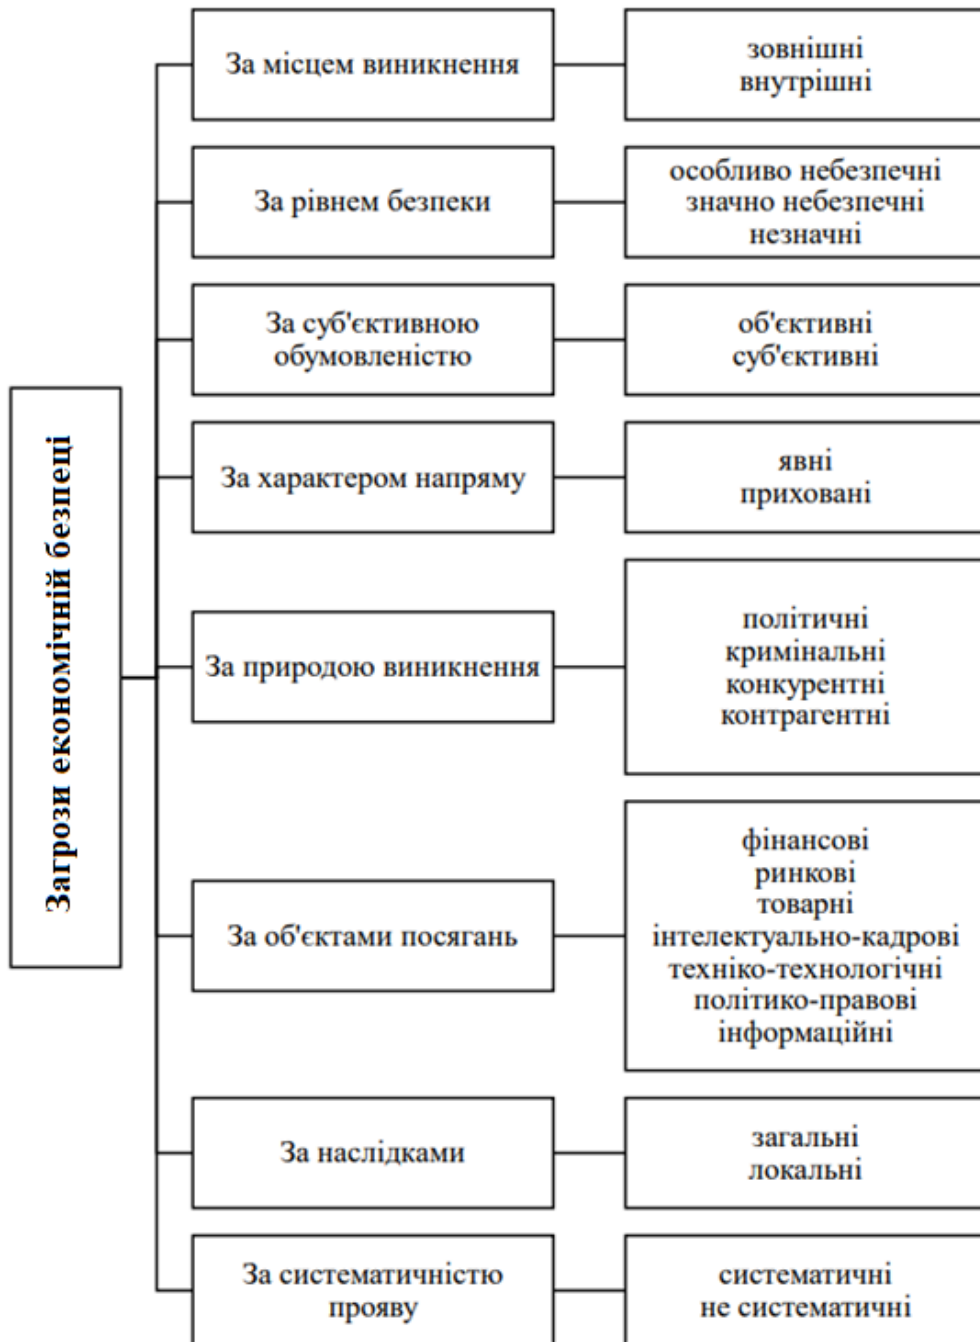 Загрози економічній безпеці
За місцем виникнення
зовнішні
внутрішні
За рівнем безпеки
особливо небезпечні
значно небезпечні
незначні
За суб'єктивною
обумовленістю
об'єктивні
суб'єктивні
За характером напряму
явні
приховані
За природою виникнення
політичні
кримінальні
конкурентні
контрагентні
За об'єктами посягань
фінансові
ринкові
товарні
інтелектуально-кадрові
техніко-технологічні
політико-правові
інформаційні
За наслідками
загальні
локальні
За систематичністю
прояву
систематичні
не систематичні